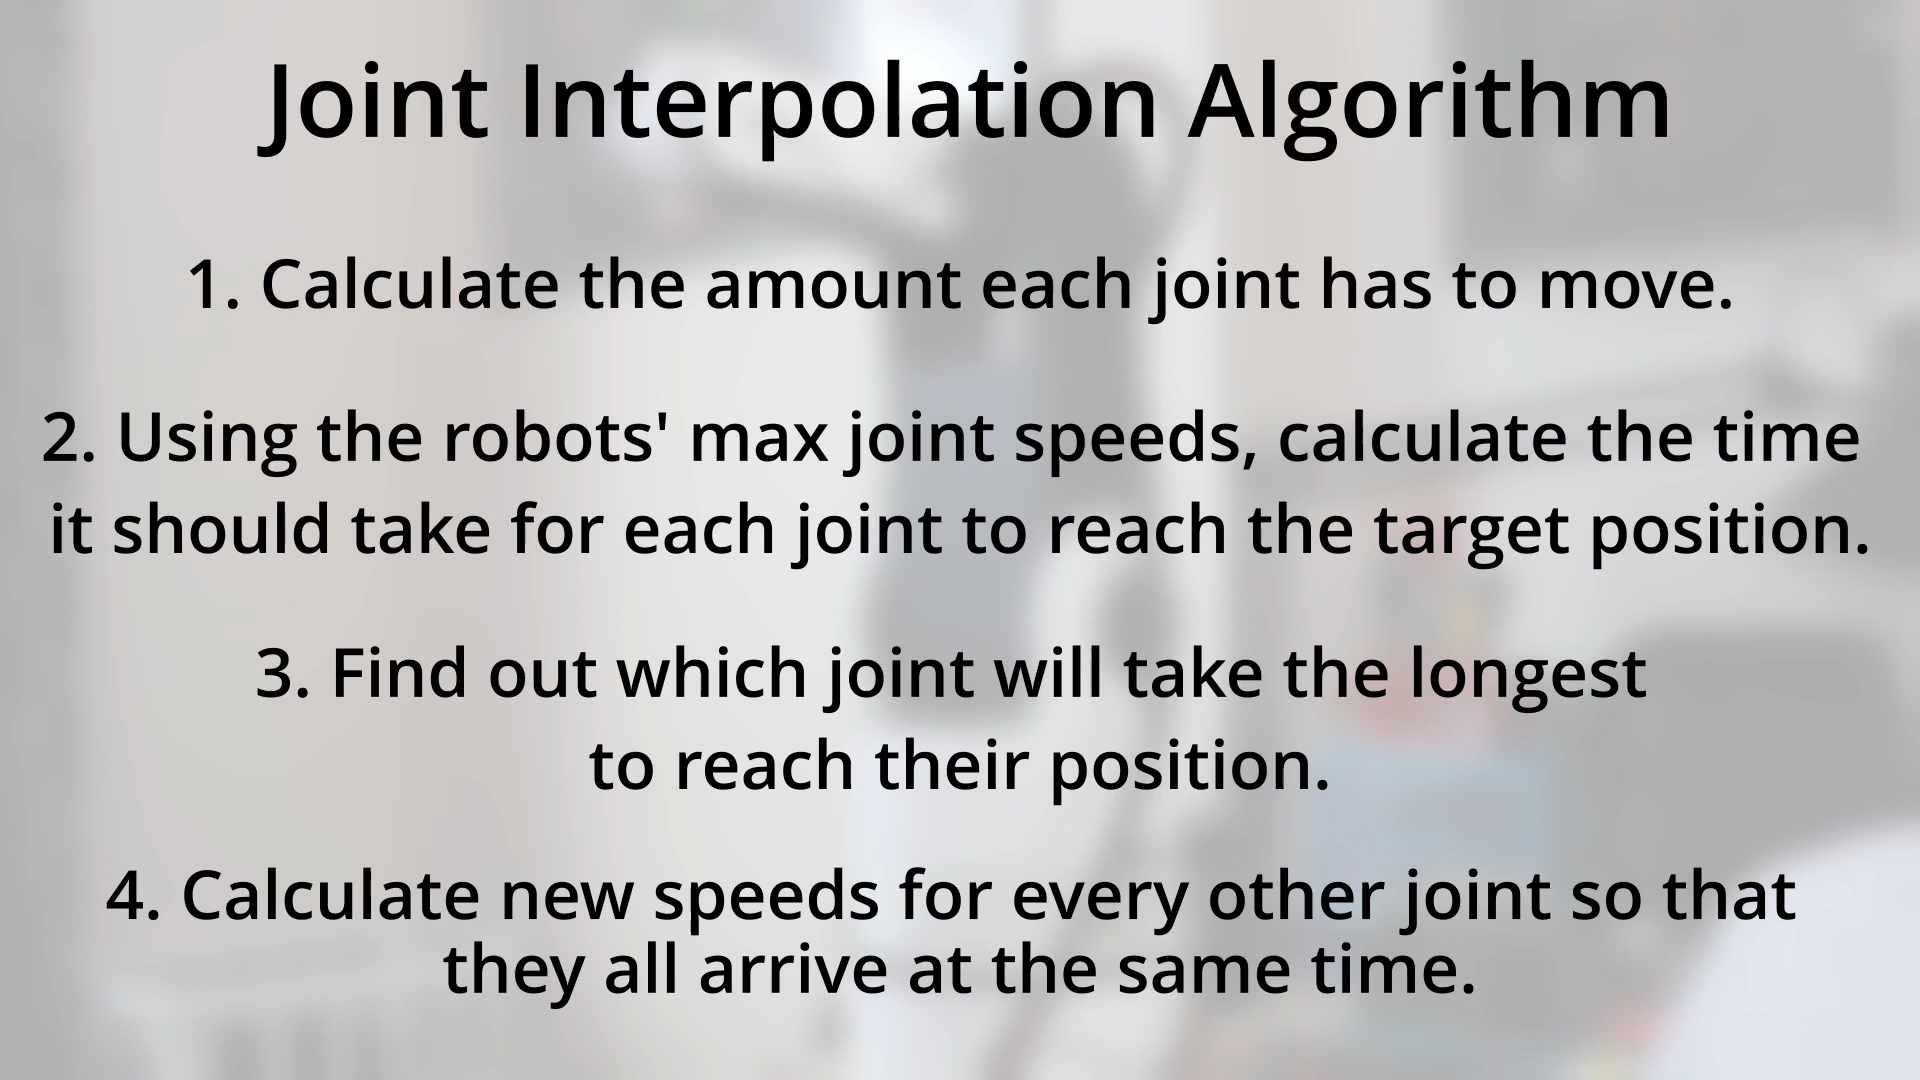 Joint Interpolation Algorithm
1. Calculate the amount each joint has to move.
2. Using the robots' max joint speeds, calculate the time
it should take for each joint to reach the target position.
3. Find out which joint will take the longest
to reach their position.
4. Calculate new speeds for every other joint so that
they all arrive at the same time.